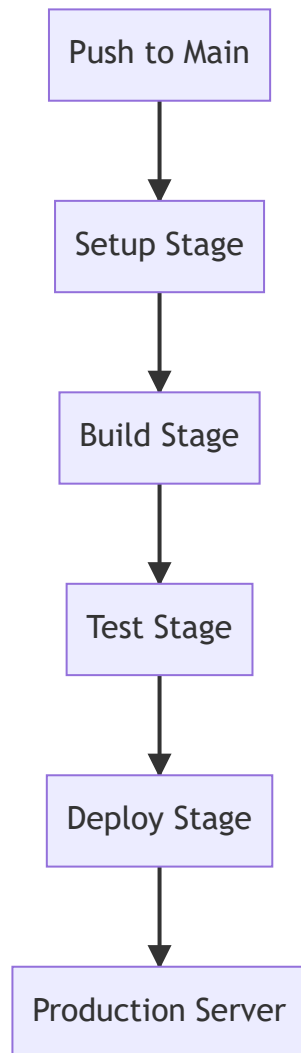 Push to Main
Setup Stage
Build Stage
Test Stage
Deploy Stage
Production Server